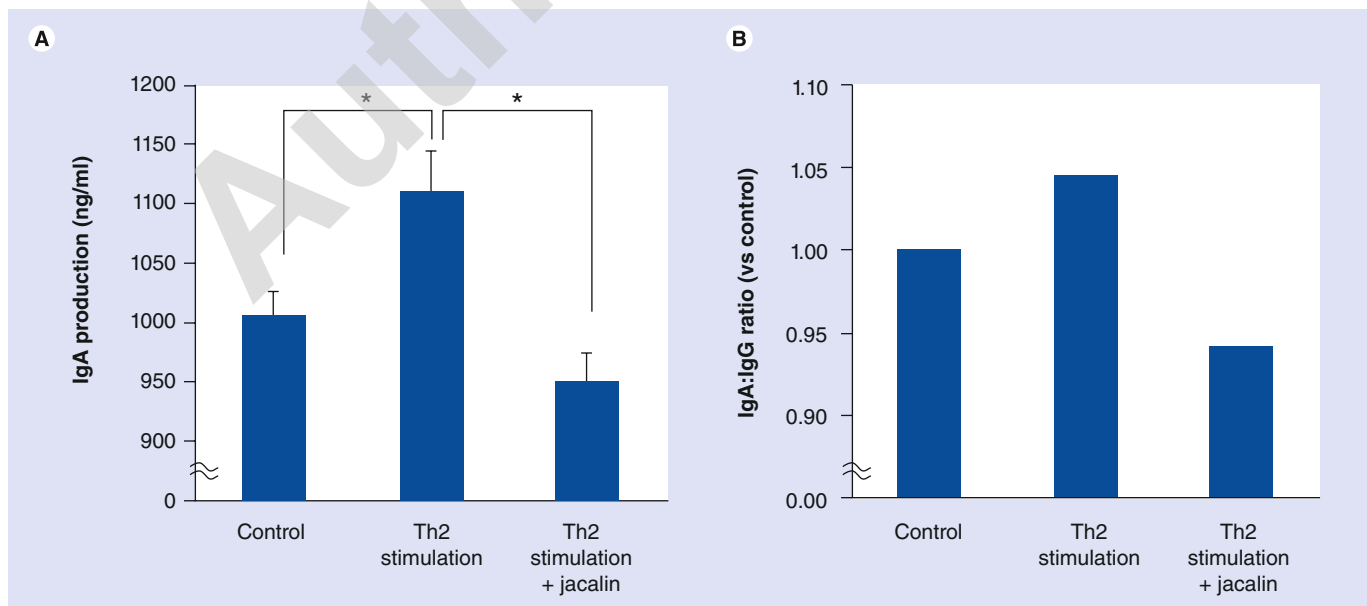 A
IgA production (ng/ml)
1200
1150
1100
1050
1000
950
900
0
*
*
Control
Th2
stimulation
Th2
stimulation
+ jacalin
B
IgA:IgG ratio (vs control)
1.10
1.05
1.00
0.95
0.90
0.00
Control
Th2
stimulation
Th2
stimulation
+ jacalin